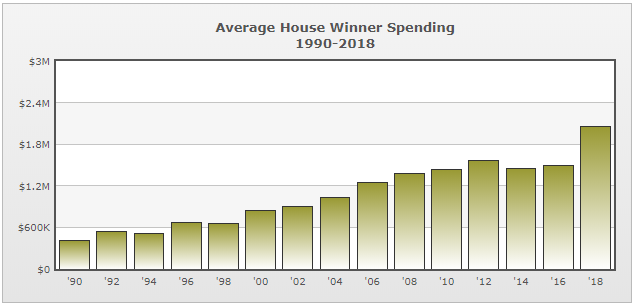 Average House Winner Spending
1990-2018
$3M
$2.4M
$1.8M
$1.2M
$600K
$0
'90 '92 '94 '96 '98 '00 '02 '04 '06 '08 '10 '12 '14 '16 '18